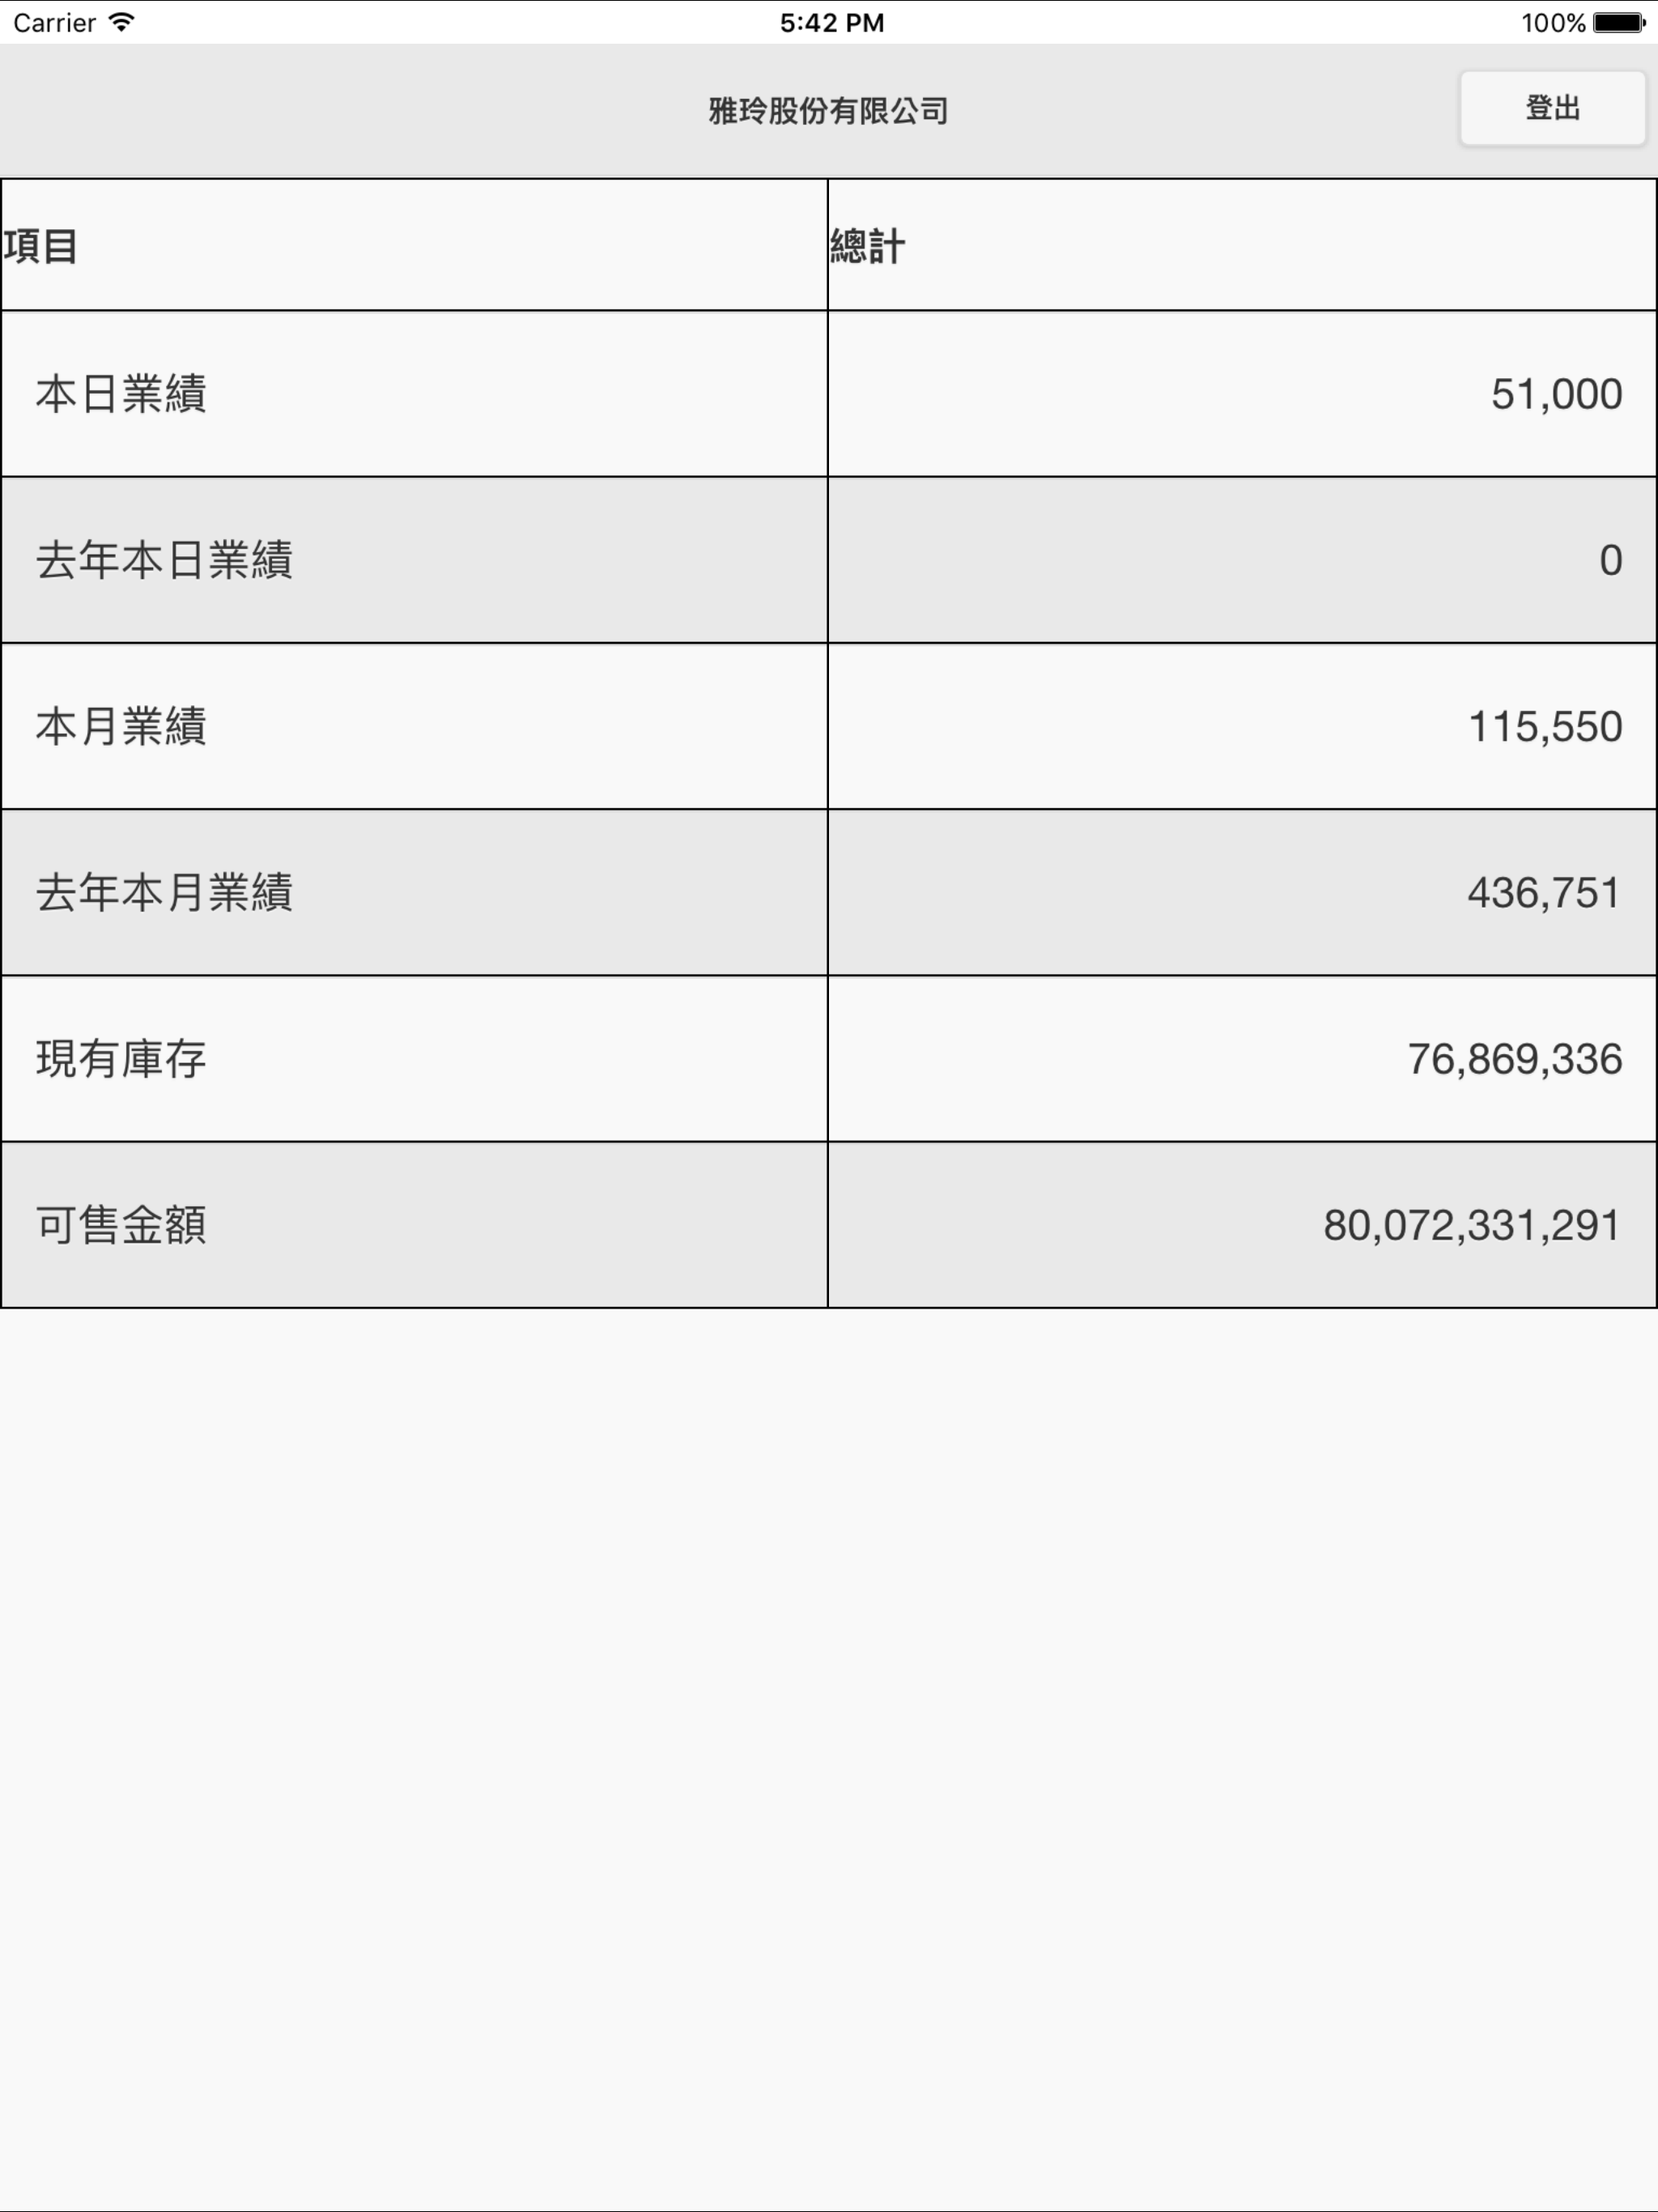 Carrier 5:42 PM 100%
雅玲股份有限公司 登出
項目 總計
本日業績 51,000
去年本日業績 0
本月業績 115,550
去年本月業績 436,751
現有庫存 76,869,336
可售金額 80,072,331,291